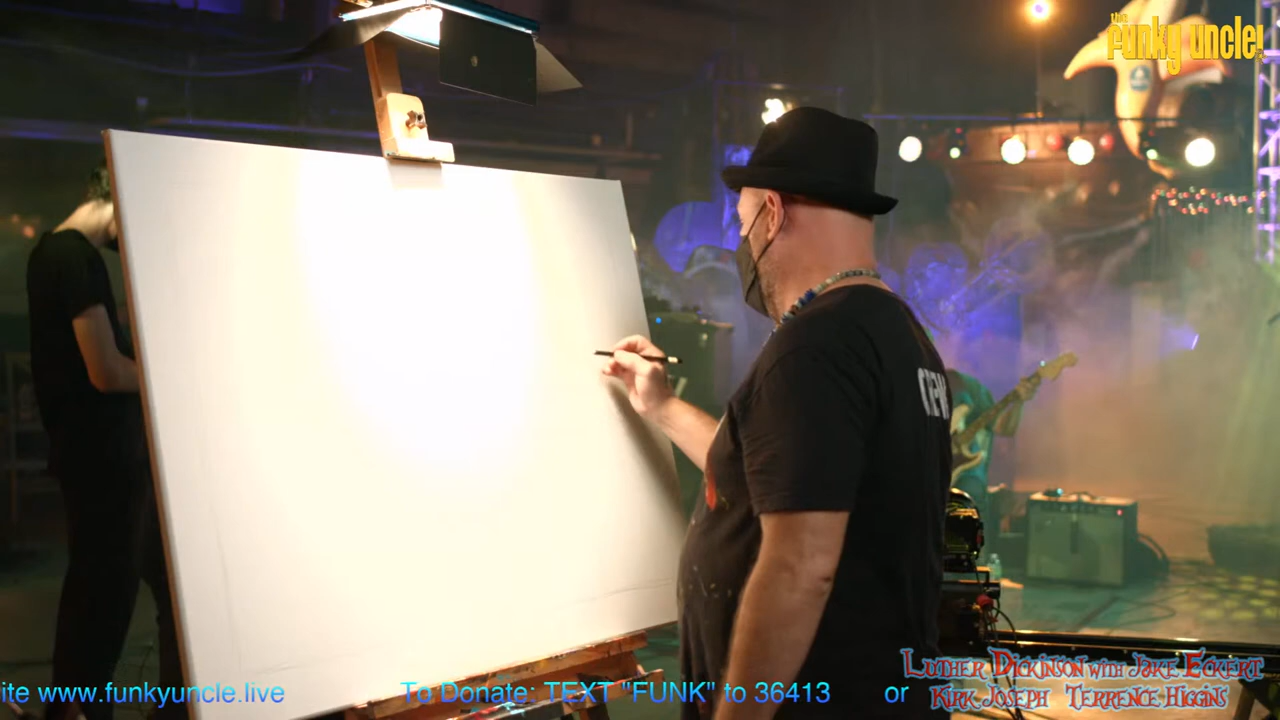 the
funky uncle!
CREW
LUTHER DICKINSON WITH JAKE ECKERT
KIRK JOSEPH TERRENCE HIGGINS
ite www.funkyuncle.live To Donate: TEXT "FUNK" to 36413 or